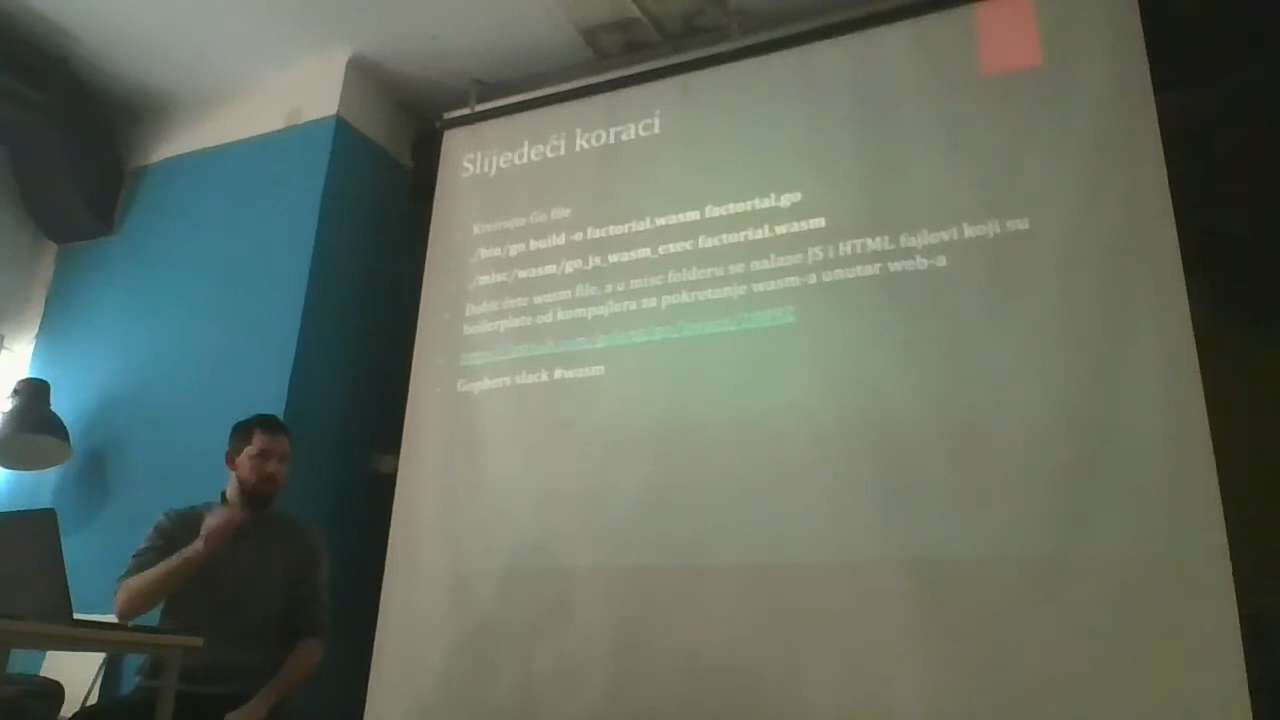 Slijedeći koraci
Kreirajte Go file
./bin/go build -o factorial.wasm factorial.go
./misc/wasm/go_js_wasm_exec factorial.wasm
Dobit ćete wasm file, a u misc folderu se nalaze JS i HTML fajlovi koji su
boilerplate od kompajlera za pokretanje wasm-a unutar web-a
Gophers slack #wasm